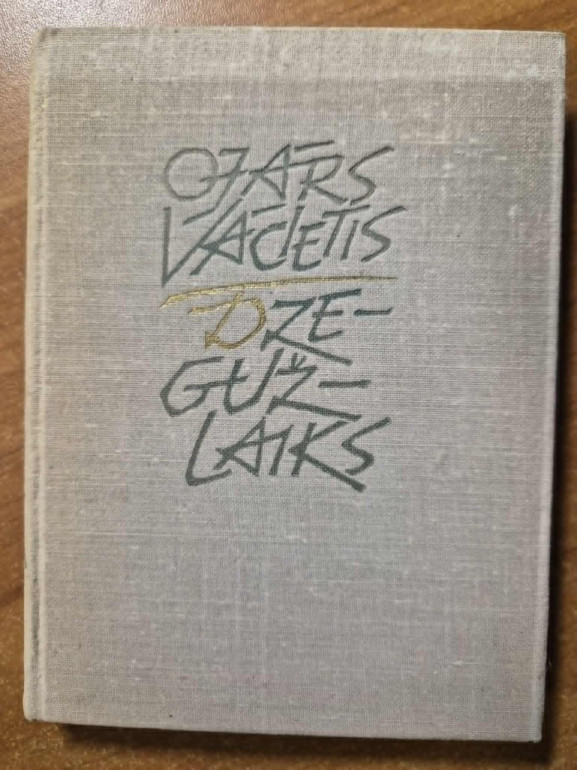 OJĀRS
VĀCIETIS
DZE-
GUŽ-
LAIKS